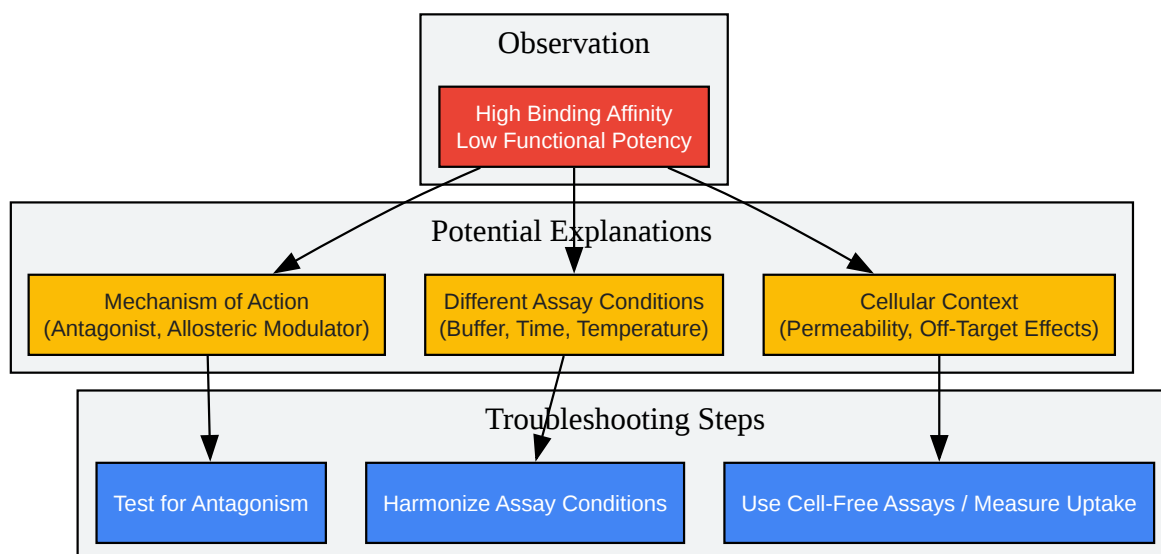 Observation
High Binding Affinity
Low Functional Potency
Potential Explanations
Mechanism of Action
(Antagonist, Allosteric Modulator)
Different Assay Conditions
(Buffer, Time, Temperature)
Cellular Context
(Permeability, Off-Target Effects)
Troubleshooting Steps
Test for Antagonism
Harmonize Assay Conditions
Use Cell-Free Assays / Measure Uptake